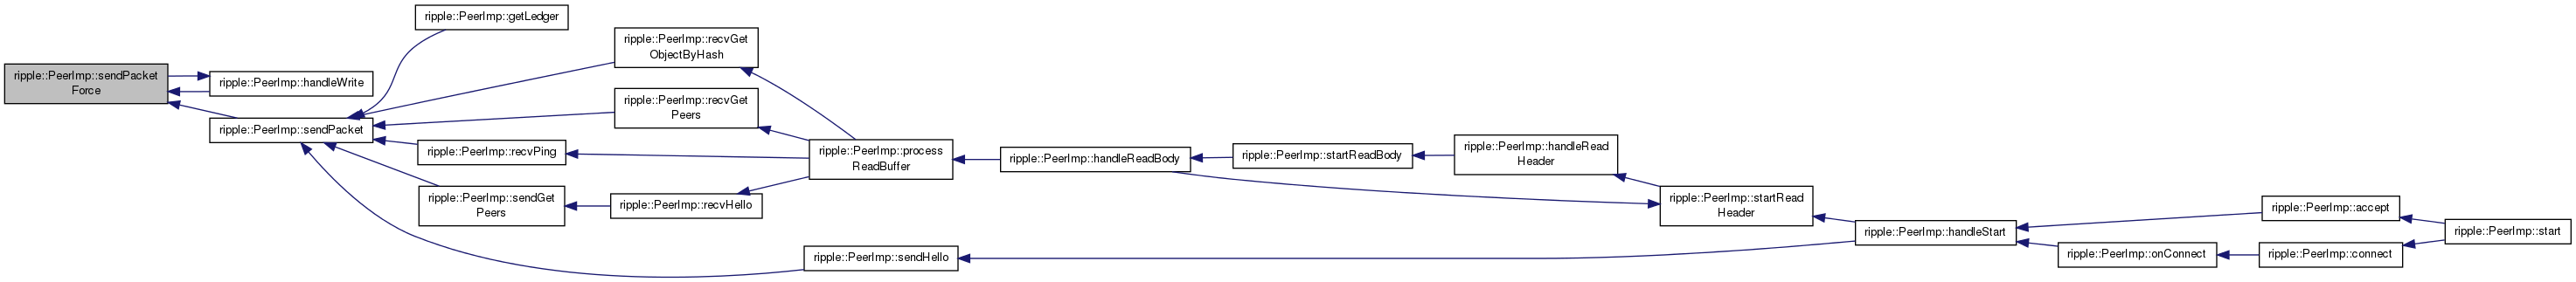 ripple::PeerImp::sendPacket
Force
ripple::PeerImp::handleWrite
ripple::PeerImp::sendPacket
ripple::PeerImp::getLedger
ripple::PeerImp::recvGet
ObjectByHash
ripple::PeerImp::recvGet
Peers
ripple::PeerImp::recvPing
ripple::PeerImp::sendGet
Peers
ripple::PeerImp::recvHello
ripple::PeerImp::process
ReadBuffer
ripple::PeerImp::sendHello
ripple::PeerImp::handleReadBody
ripple::PeerImp::startReadBody
ripple::PeerImp::handleRead
Header
ripple::PeerImp::startRead
Header
ripple::PeerImp::handleStart
ripple::PeerImp::accept
ripple::PeerImp::onConnect
ripple::PeerImp::connect
ripple::PeerImp::start